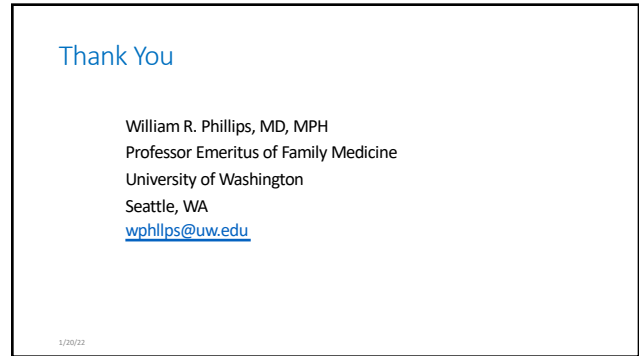 Thank You
William R. Phillips, MD, MPH
Professor Emeritus of Family Medicine
University of Washington
Seattle, WA
wphllps@uw.edu
1/20/22